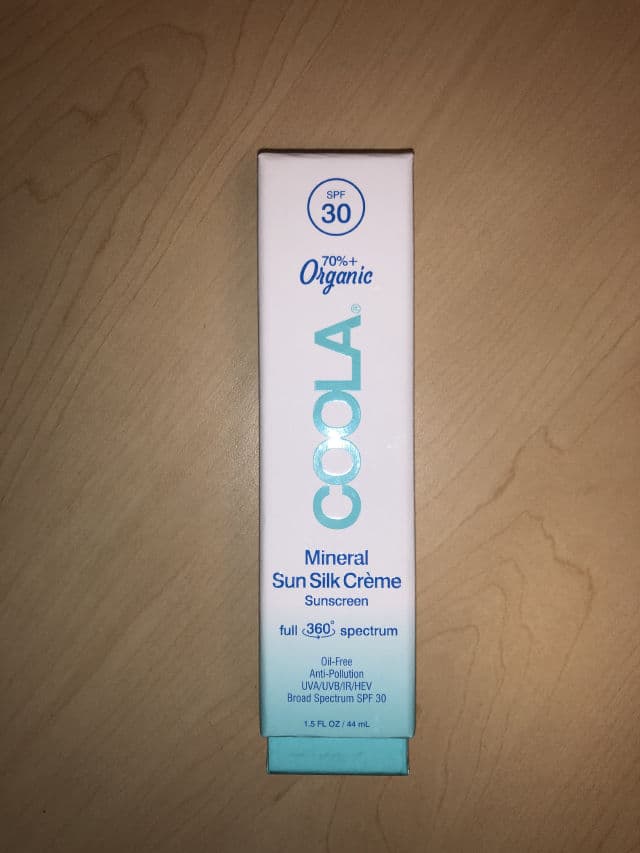 SPF
30
70%+
Organic
COOLA®
Mineral
Sun Silk Crème
Sunscreen
full 360° spectrum
Oil-Free
Anti-Pollution
UVA/UVB/IR/HEV
Broad Spectrum SPF 30
1.5 FL OZ / 44 mL